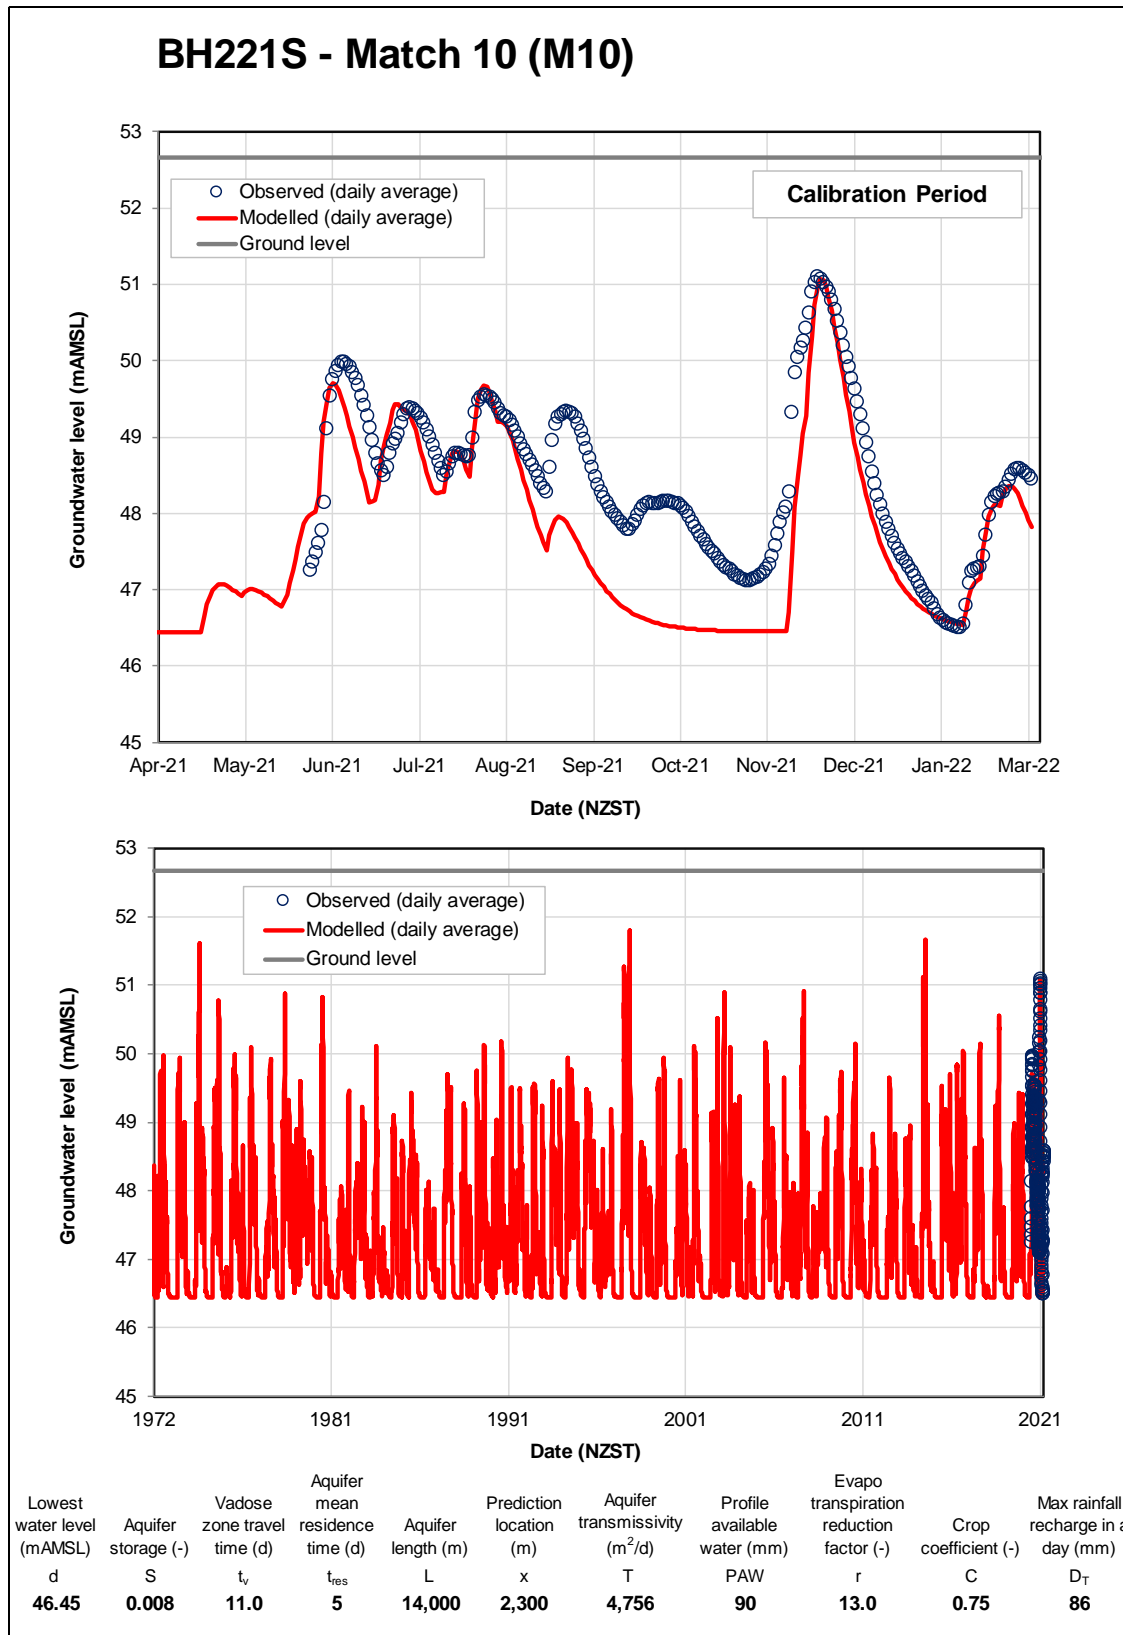 BH221S - Match 10 (M10)
53
52
51
50
49
48
47
46
45
Groundwater level (mAMSL)
Observed (daily average)
Modelled (daily average)
Ground level
Calibration Period
Apr-21 May-21 Jun-21 Jul-21 Aug-21 Sep-21 Oct-21 Nov-21 Dec-21 Jan-22 Mar-22
Date (NZST)
53
52
51
50
49
48
47
46
45
Groundwater level (mAMSL)
Observed (daily average)
Modelled (daily average)
Ground level
1972 1981 1991 2001 2011 2021
Date (NZST)
Lowest water level (mAMSL)
Aquifer storage (-)
Vadose zone travel time (d)
Aquifer mean residence time (d)
Aquifer length (m)
Prediction location (m)
Aquifer transmissivity (m²/d)
Profile available water (mm)
Evapo transpiration reduction factor (-)
Crop coefficient (-)
Max rainfall recharge in a day (mm)
d S tv tres L x T PAW r C DT
46.45 0.008 11.0 5 14,000 2,300 4,756 90 13.0 0.75 86